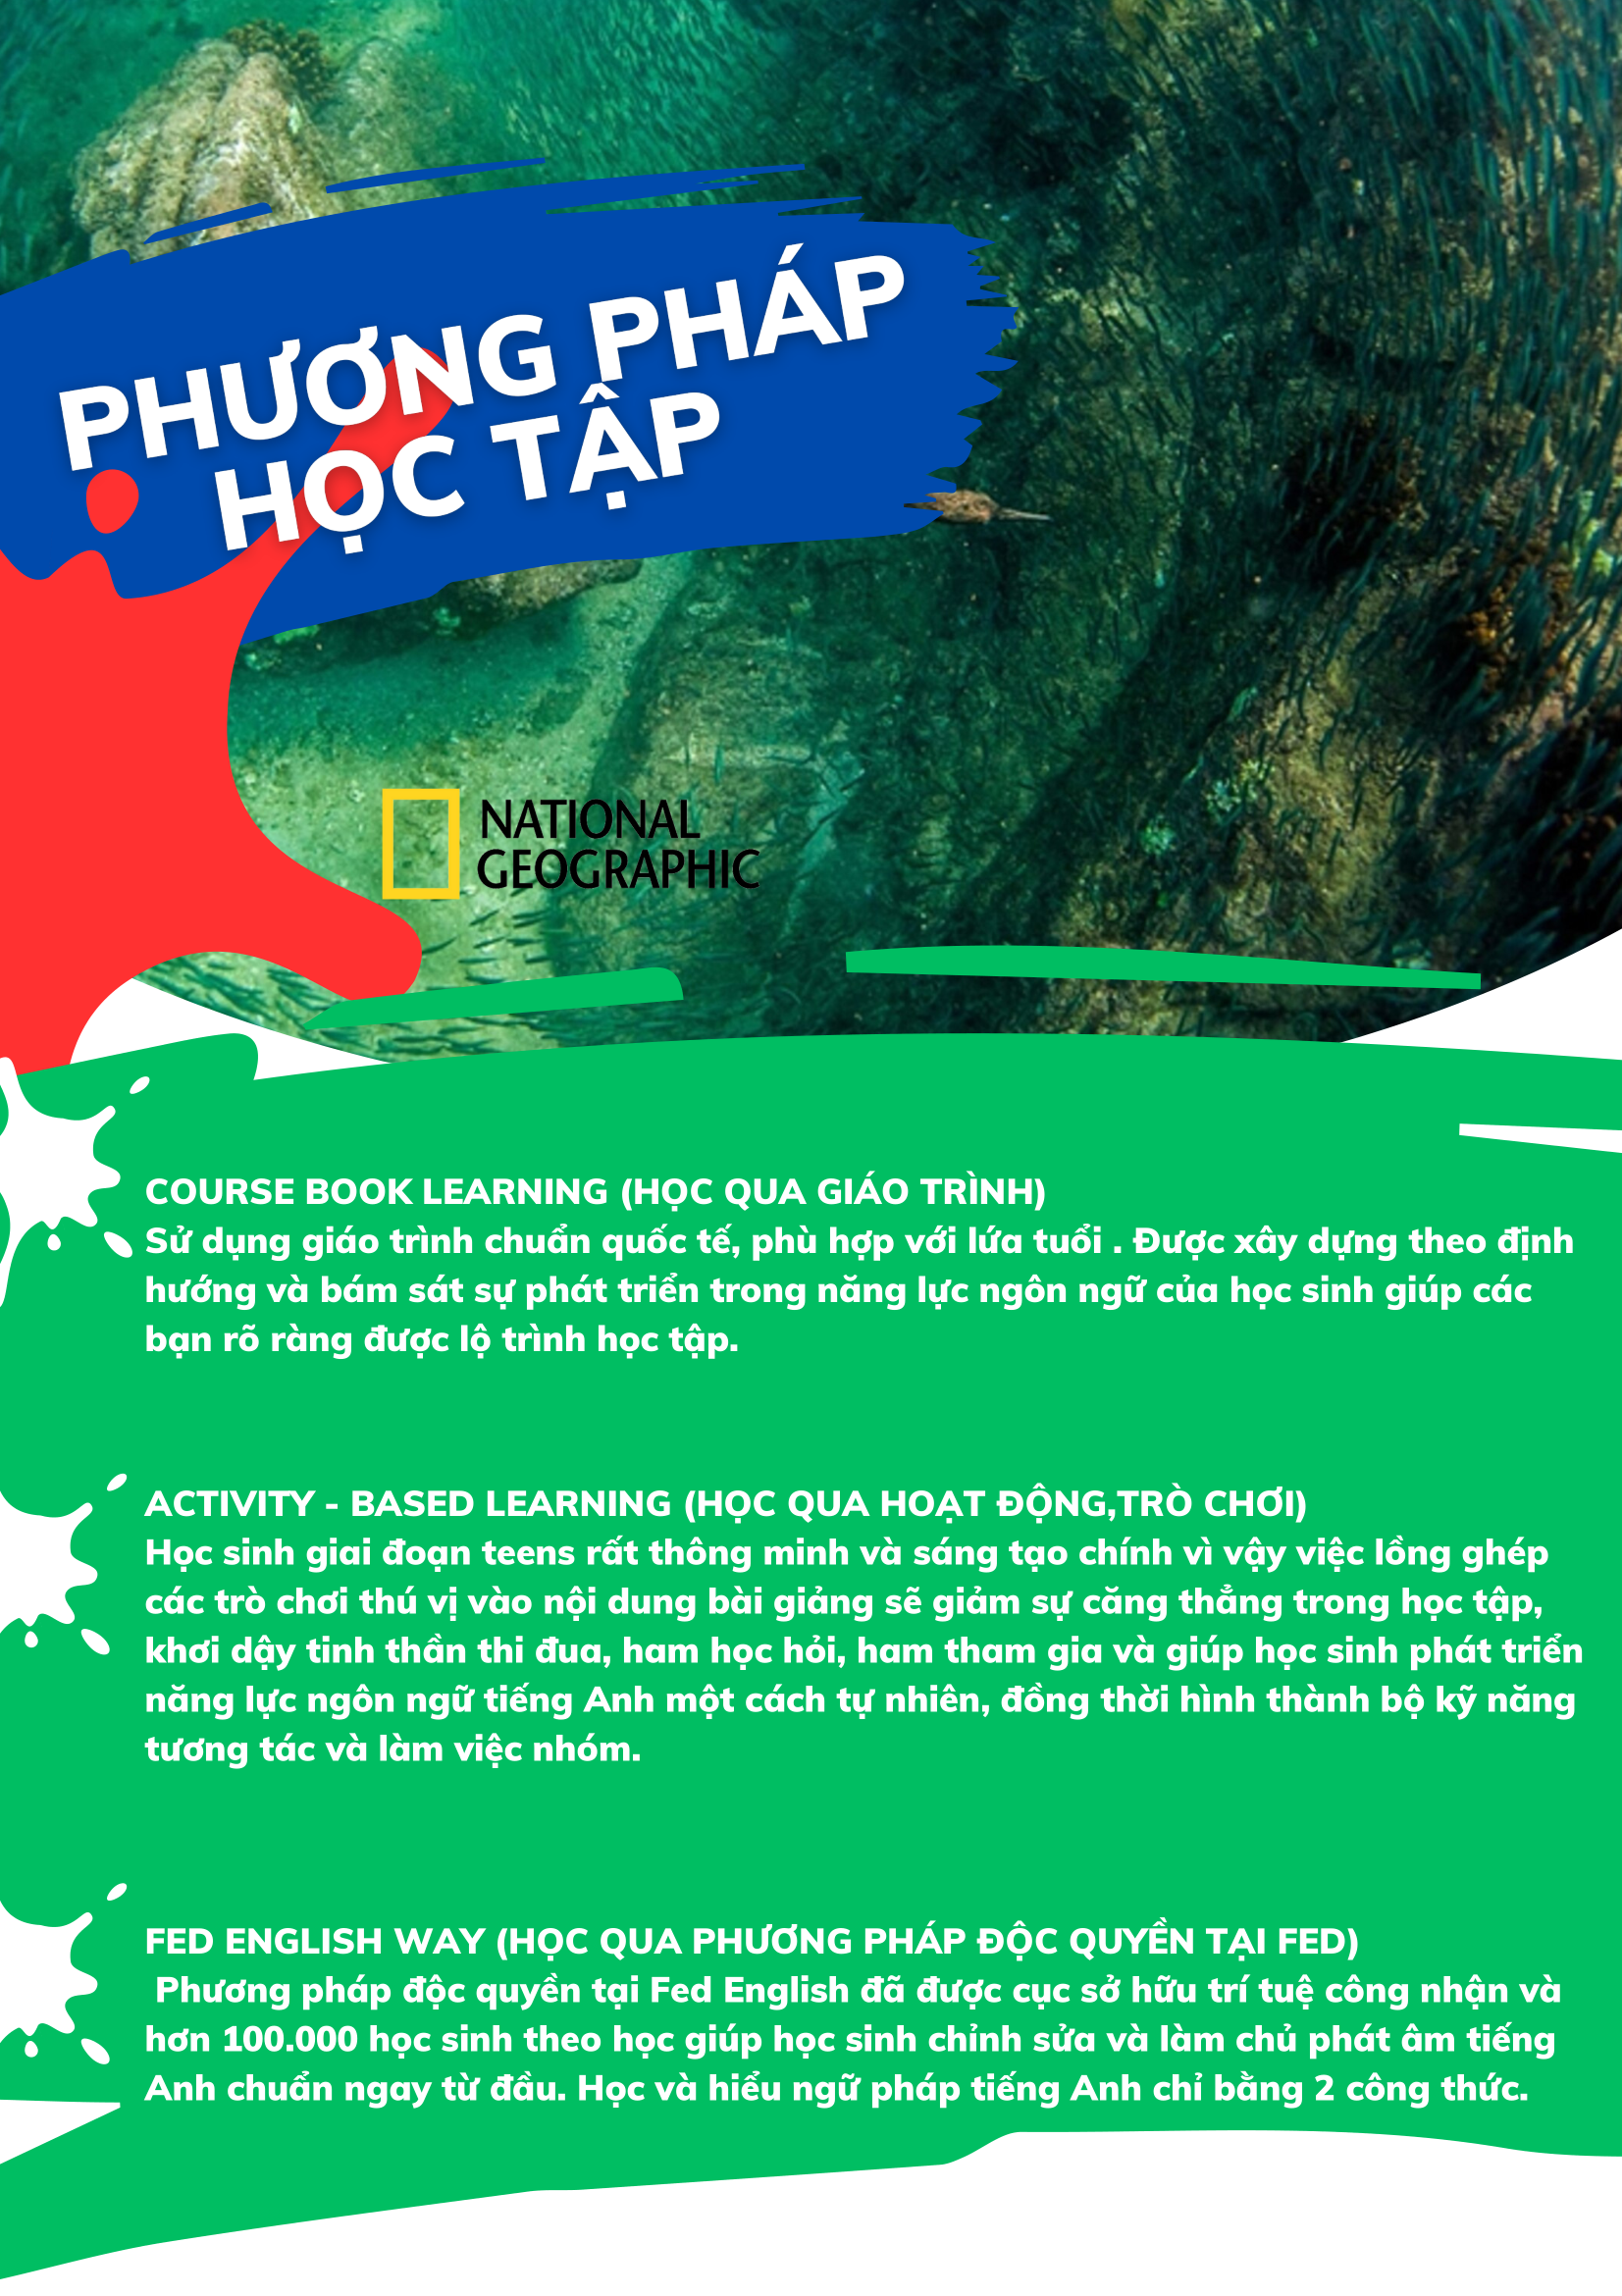 PHƯƠNG PHÁP
HỌC TẬP
NATIONAL
GEOGRAPHIC
COURSE BOOK LEARNING (HỌC QUA GIÁO TRÌNH)
Sử dụng giáo trình chuẩn quốc tế, phù hợp với lứa tuổi . Được xây dựng theo định
hướng và bám sát sự phát triển trong năng lực ngôn ngữ của học sinh giúp các
bạn rõ ràng được lộ trình học tập.
ACTIVITY - BASED LEARNING (HỌC QUA HOẠT ĐỘNG,TRÒ CHƠI)
Học sinh giai đoạn teens rất thông minh và sáng tạo chính vì vậy việc lồng ghép
các trò chơi thú vị vào nội dung bài giảng sẽ giảm sự căng thẳng trong học tập,
khơi dậy tinh thần thi đua, ham học hỏi, ham tham gia và giúp học sinh phát triển
năng lực ngôn ngữ tiếng Anh một cách tự nhiên, đồng thời hình thành bộ kỹ năng
tương tác và làm việc nhóm.
FED ENGLISH WAY (HỌC QUA PHƯƠNG PHÁP ĐỘC QUYỀN TẠI FED)
Phương pháp độc quyền tại Fed English đã được cục sở hữu trí tuệ công nhận và
hơn 100.000 học sinh theo học giúp học sinh chỉnh sửa và làm chủ phát âm tiếng
Anh chuẩn ngay từ đầu. Học và hiểu ngữ pháp tiếng Anh chỉ bằng 2 công thức.